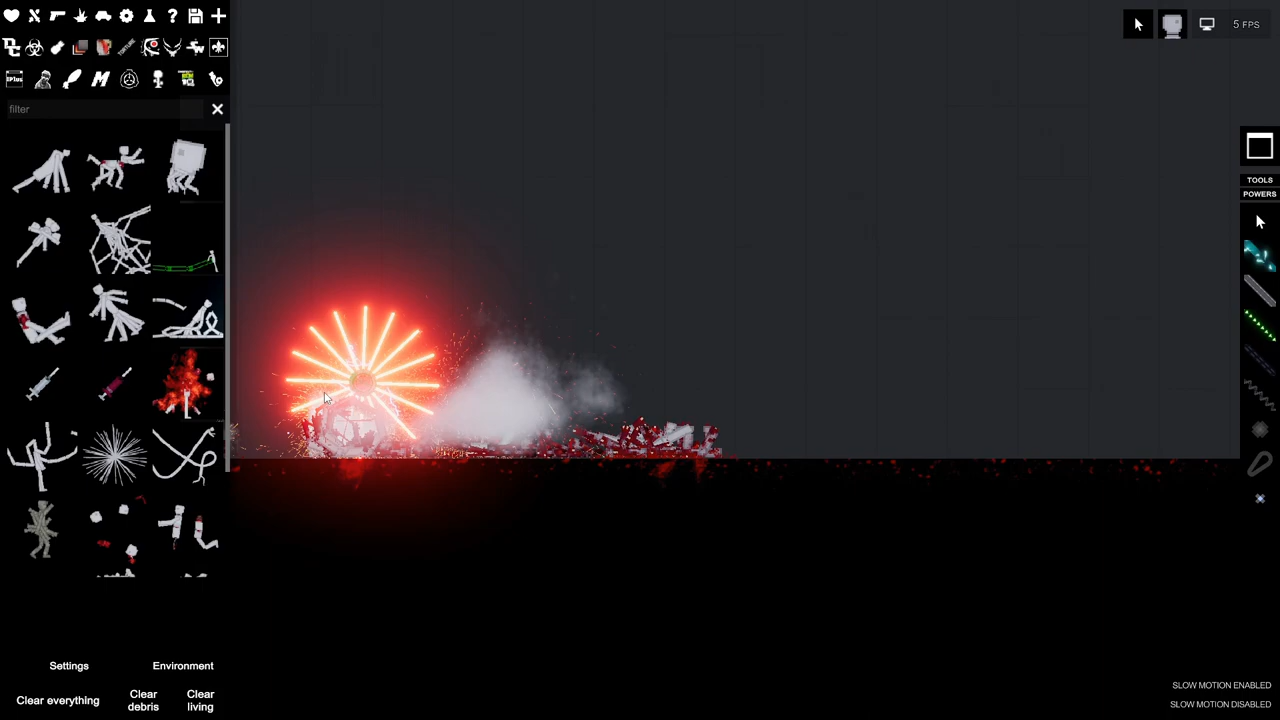 5 FPS
filter
TOOLS
POWERS
Settings
Environment
Clear everything
Clear debris
Clear living
SLOW MOTION ENABLED
SLOW MOTION DISABLED